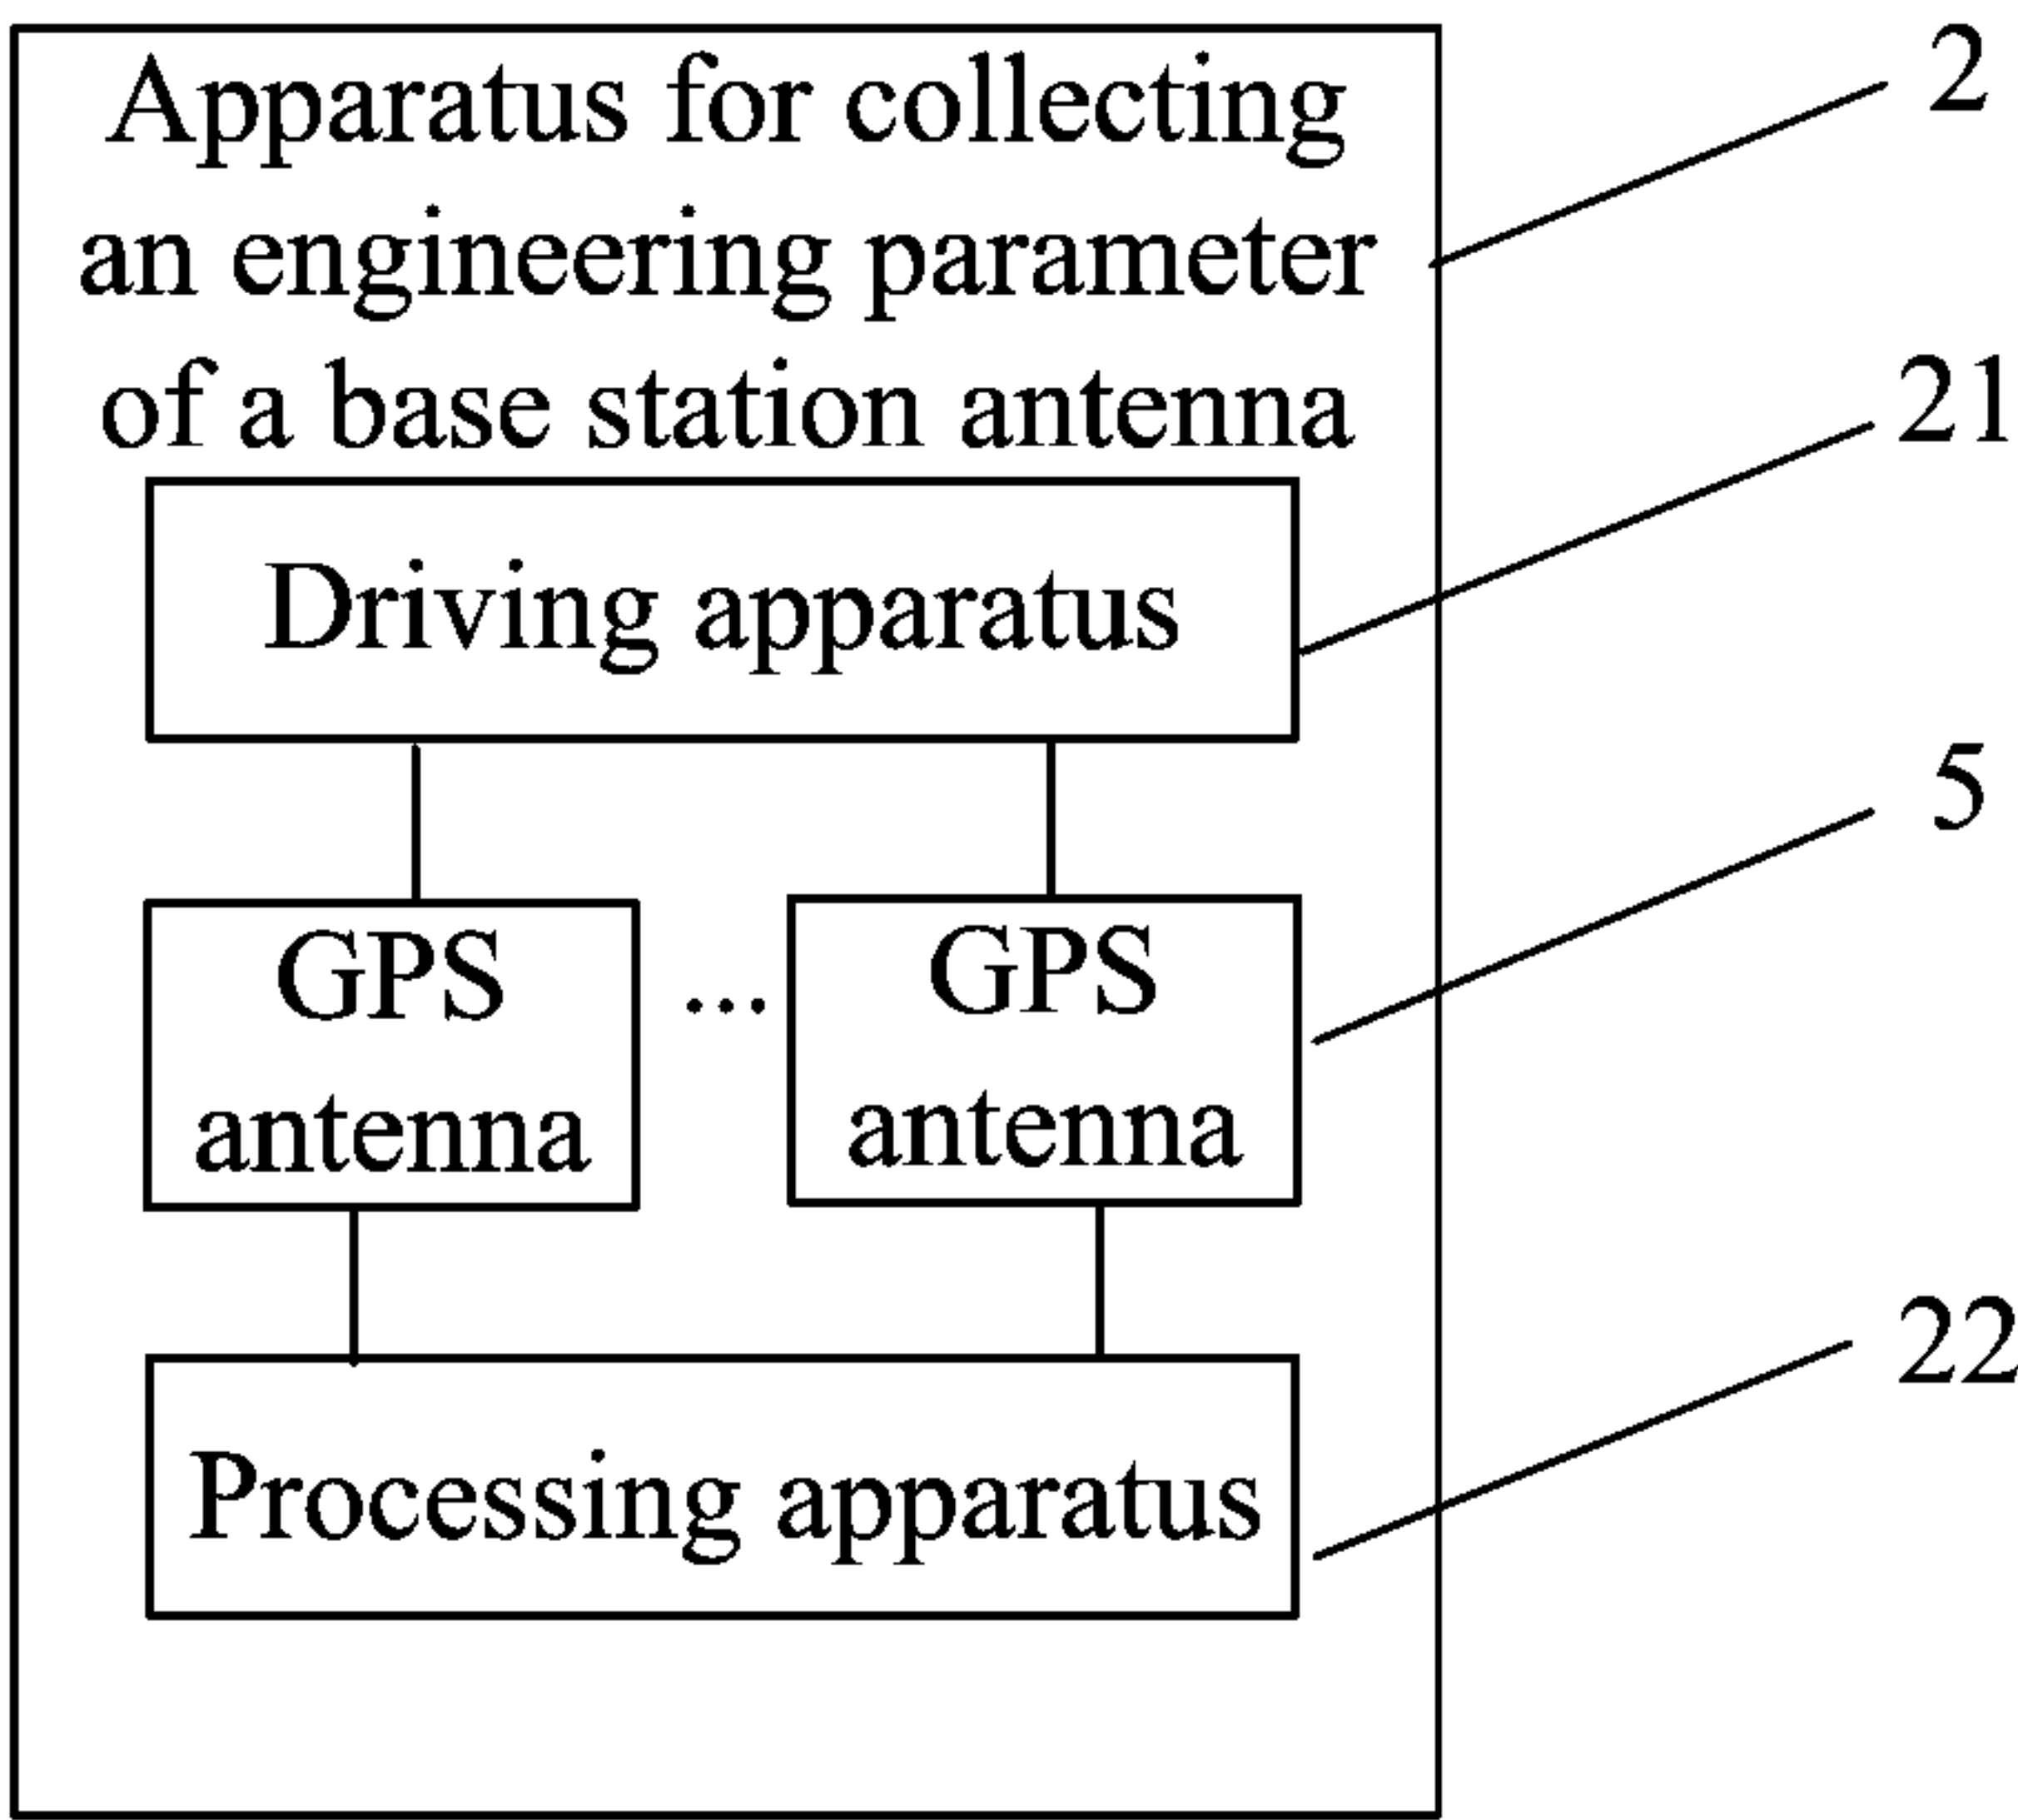 Apparatus for collecting
an engineering parameter
of a base station antenna
2
Driving apparatus
21
GPS
antenna
...
GPS
antenna
5
Processing apparatus
22